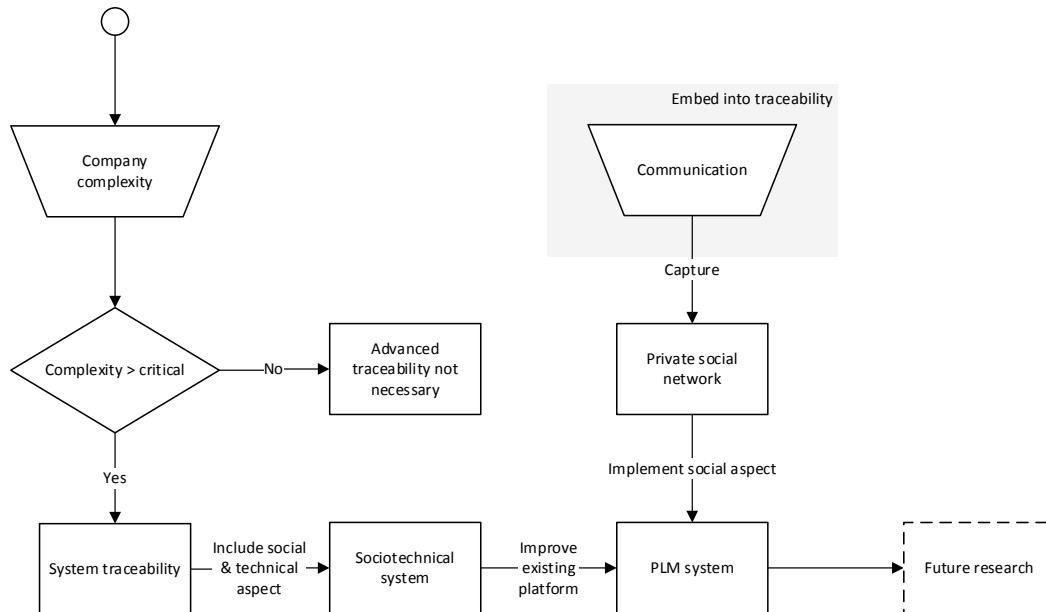 Embed into traceability
Company
complexity
Communication
Capture
Complexity > critical
No
Advanced
traceability not
necessary
Private social
network
Yes
Implement social aspect
System traceability
Include social
& technical
aspect
Sociotechnical
system
Improve
existing
platform
PLM system
Future research